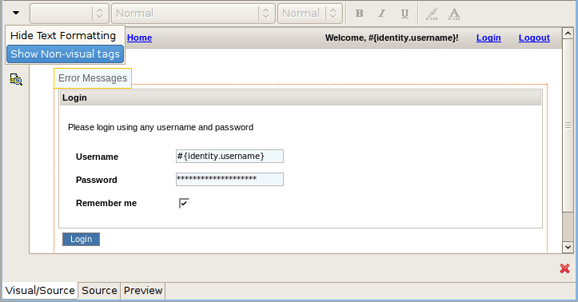 Normal Normal B I U A
Hide Text Formatting
Show Non-visual tags
Home Welcome, #{identity.username}! Login Logout
Error Messages
Login
Please login using any username and password
Username #{identity.username}
Password ********************
Remember me
Login
Visual/Source Source Preview